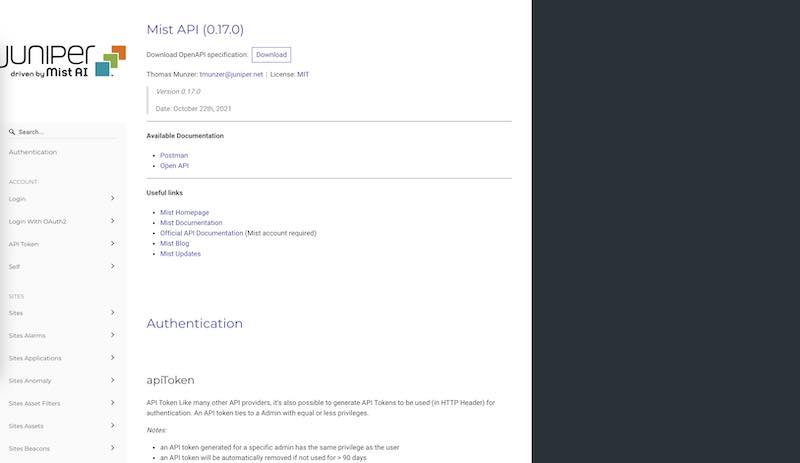 JUNIPER
driven by Mist AI
Search...
Authentication
ACCOUNT
Login
Login With OAuth2
API Token
Self
SITES
Sites
Sites Alarms
Sites Applications
Sites Anomaly
Sites Asset Filters
Sites Assets
Sites Beacons
Mist API (0.17.0)
Download OpenAPI specification: Download
Thomas Munzer: tmunzer@juniper.net | License: MIT
Version 0.17.0
Date: October 22th, 2021
Available Documentation
Postman
Open API
Useful links
Mist Homepage
Mist Documentation
Official API Documentation (Mist account required)
Mist Blog
Mist Updates
Authentication
apiToken
API Token Like many other API providers, it's also possible to generate API Tokens to be used (in HTTP Header) for
authentication. An API token ties to a Admin with equal or less privileges.
Notes:
an API token generated for a specific admin has the same privilege as the user
an API token will be automatically removed if not used for > 90 days